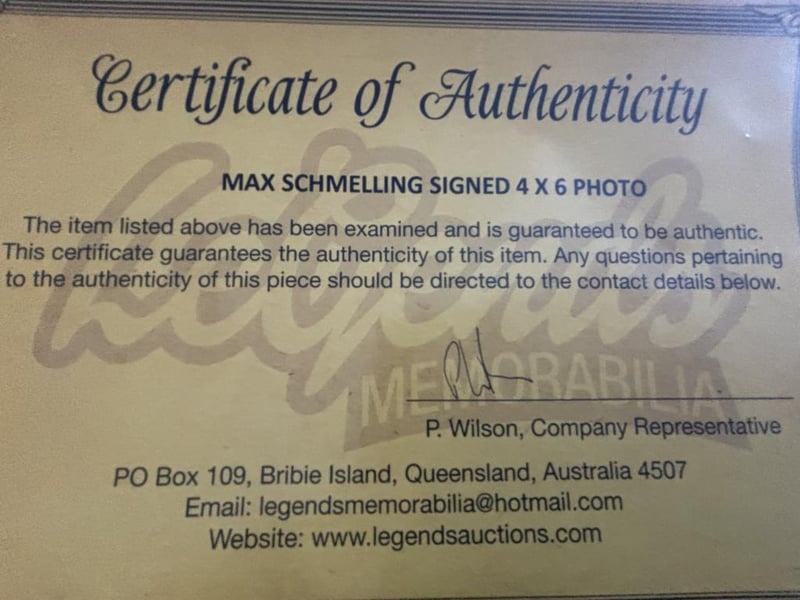 Certificate of Authenticity
MAX SCHMELLING SIGNED 4 X 6 PHOTO
The item listed above has been examined and is guaranteed to be authentic.
This certificate guarantees the authenticity of this item. Any questions pertaining
to the authenticity of this piece should be directed to the contact details below.
Legends
MEMORABILIA
P. Wilson, Company Representative
PO Box 109, Bribie Island, Queensland, Australia 4507
Email: legendsmemorabilia@hotmail.com
Website: www.legendsauctions.com